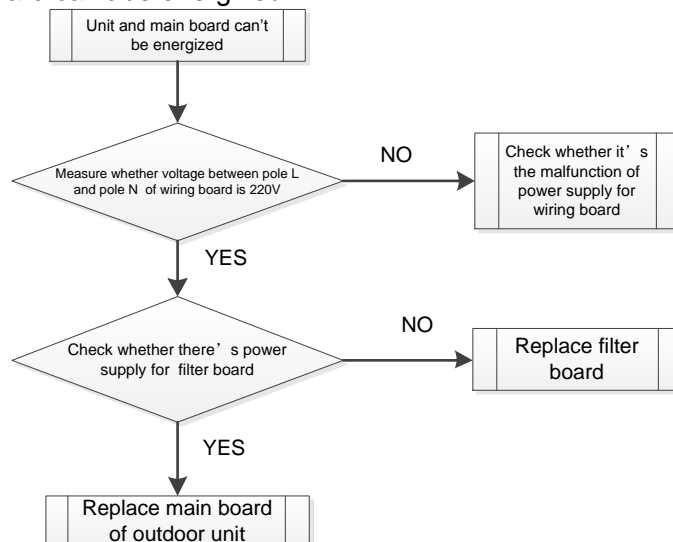 Unit and main board can't
be energized
Measure whether voltage between pole L
and pole N of wiring board is 220V
NO
Check whether it's
the malfunction of
power supply for
wiring board
YES
Check whether there's power
supply for filter board
NO
Replace filter
board
YES
Replace main board
of outdoor unit